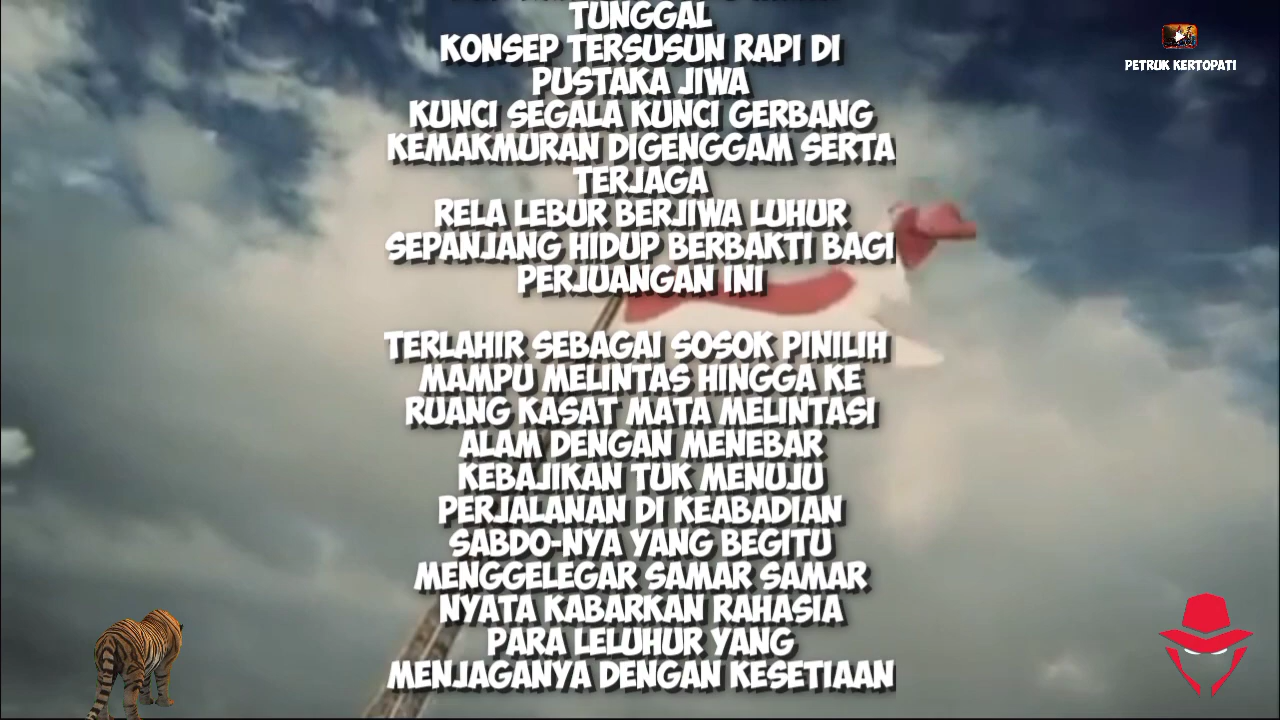 TUNGGAL
KONSEP TERSUSUN RAPI DI
PUSTAKA JIWA
KUNCI SEGALA KUNCI GERBANG
KEMAKMURAN DIGENGGAM SERTA
TERJAGA
RELA LEBUR BERJIWA LUHUR
SEPANJANG HIDUP BERBAKTI BAGI
PERJUANGAN INI
TERLAHIR SEBAGAI SOSOK PINILIH
MAMPU MELINTAS HINGGA KE
RUANG KASAT MATA MELINTASI
ALAM DENGAN MENEBAR
KEBAJIKAN TUK MENUJU
PERJALANAN DI KEABADIAN
SABDO-NYA YANG BEGITU
MENGGELEGAR SAMAR SAMAR
NYATA KABARKAN RAHASIA
PARA LELUHUR YANG
MENJAGANYA DENGAN KESETIAAN
PETRUK KERTOPATI